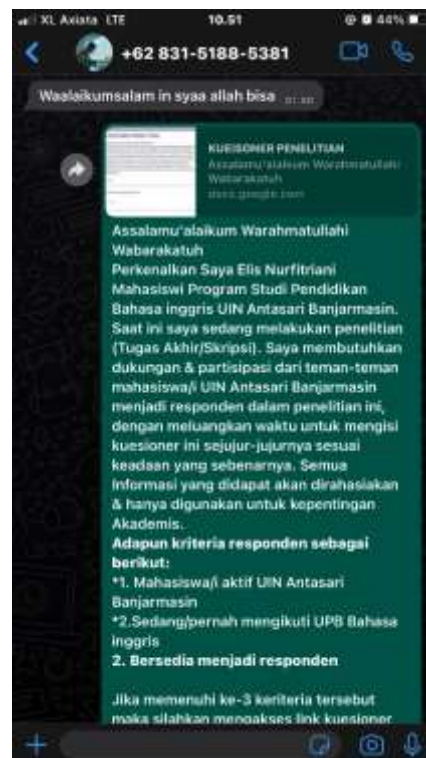 XL Axiata LTE 10.51 44%
+62 831-5188-5381
Waalaikumsalam in syaa allah bisa
KUEISONER PENELITIAN
Assalamu'alaikum Warahmatullahi
Wabarakatuh
docs.google.com
Assalamu'alaikum Warahmatullahi
Wabarakatuh
Perkenalkan Saya Elis Nurfitriani
Mahasiswi Program Studi Pendidikan
Bahasa inggris UIN Antasari Banjarmasin.
Saat ini saya sedang melakukan penelitian
(Tugas Akhir/Skripsi). Saya membutuhkan
dukungan & partisipasi dari teman-teman
mahasiswa/i UIN Antasari Banjarmasin
menjadi responden dalam penelitian ini,
dengan meluangkan waktu untuk mengisi
kuesioner ini sejujur-jujurnya sesuai
keadaan yang sebenarnya. Semua
Informasi yang didapat akan dirahasiakan
& hanya digunakan untuk kepentingan
Akademis.
Adapun kriteria responden sebagai
berikut:
*1. Mahasiswa/i aktif UIN Antasari
Banjarmasin
*2.Sedang/pernah mengikuti UPB Bahasa
inggris
2. Bersedia menjadi responden
Jika memenuhi ke-3 keriteria tersebut
maka silahkan mengakses link kuesioner